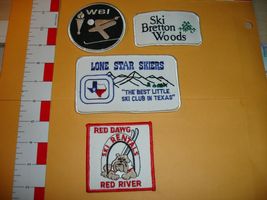 WSI
Ski
Bretton
Woods
LONE STAR SKIERS
"THE BEST LITTLE
SKI CLUB IN TEXAS"
RED DAWG
SKI RENTALS
RED RIVER